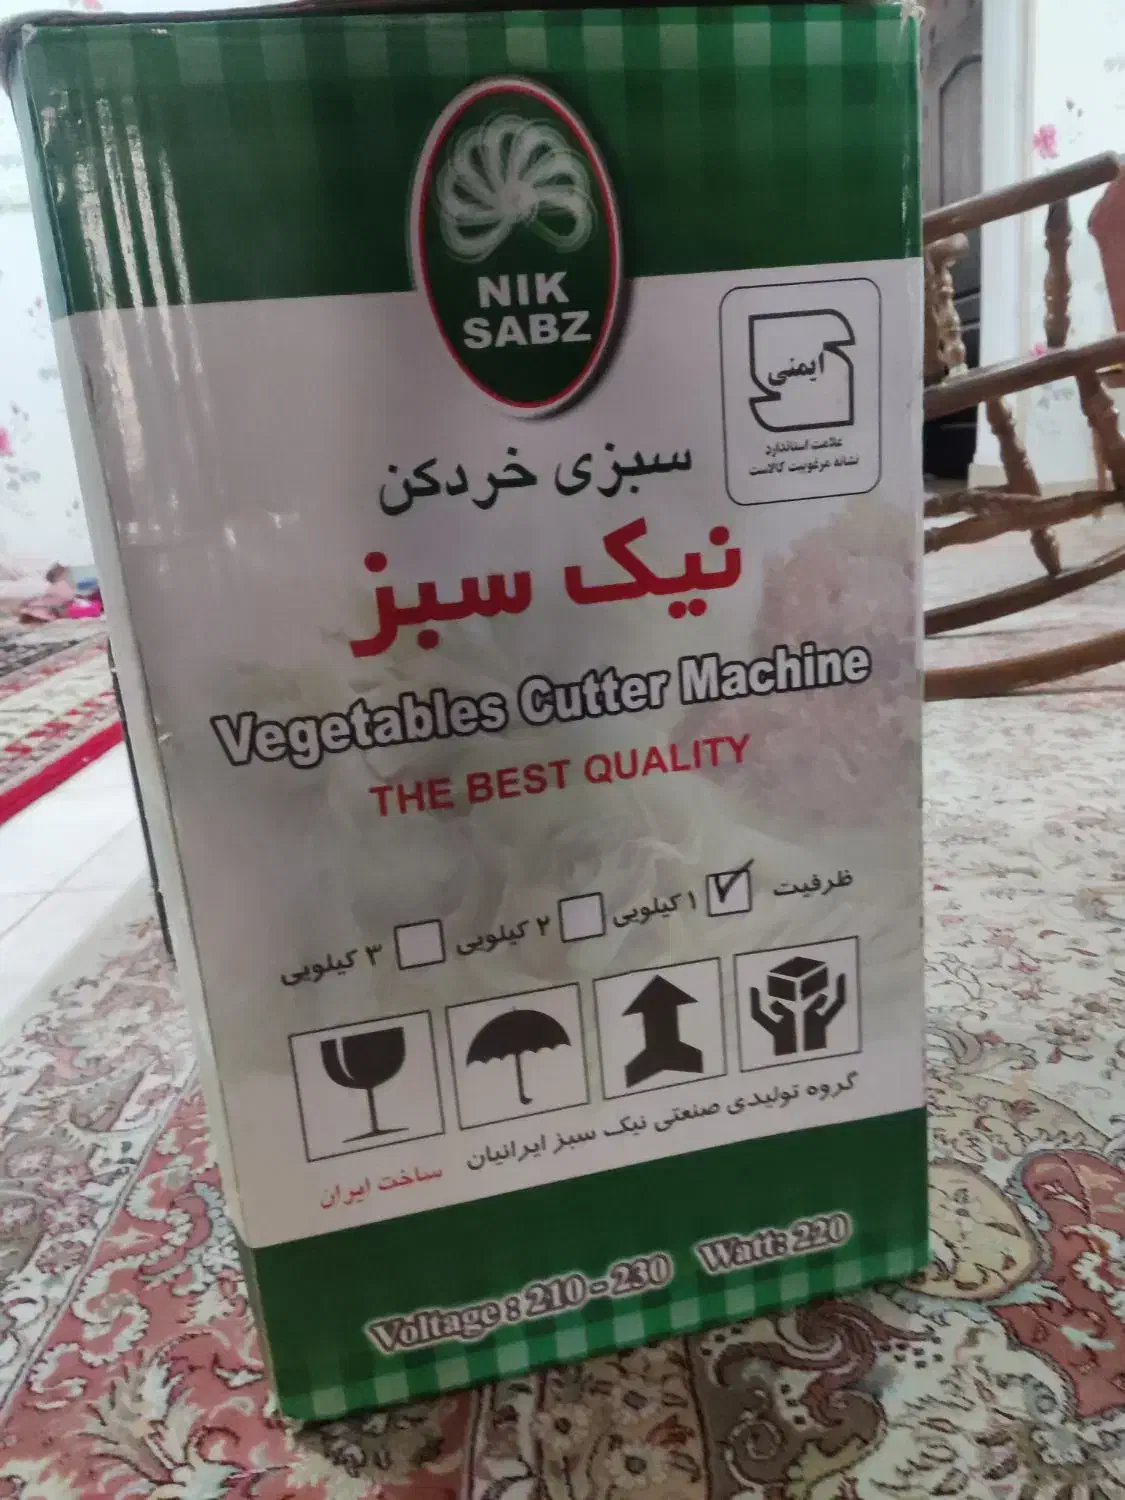 NIK
SABZ
ایمنی
علامت استاندارد
نشانه مرغوبیت کالاست
سبزی خردکن
نیک سبز
Vegetables Cutter Machine
THE BEST QUALITY
ظرفیت ۱ کیلویی ۲ کیلویی ۳ کیلویی
گروه تولیدی صنعتی نیک سبز ایرانیان ساخت ایران
Voltage : 210 - 230 Watt: 220